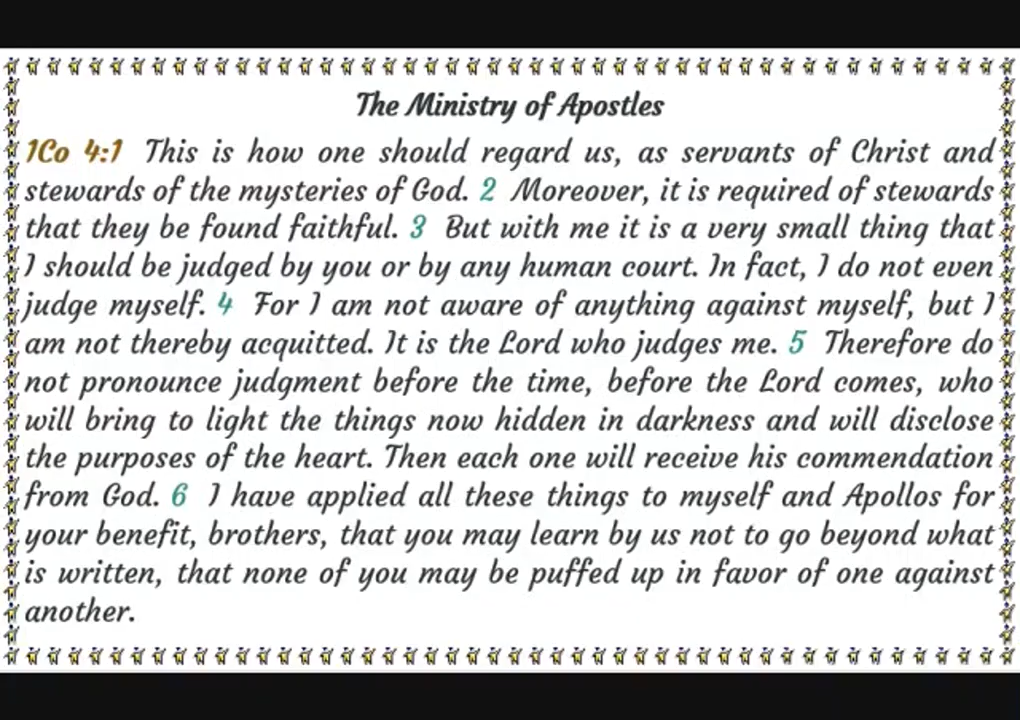 The Ministry of Apostles
1Co 4:1 This is how one should regard us, as servants of Christ and
stewards of the mysteries of God. 2 Moreover, it is required of stewards
that they be found faithful. 3 But with me it is a very small thing that
I should be judged by you or by any human court. In fact, I do not even
judge myself. 4 For I am not aware of anything against myself, but I
am not thereby acquitted. It is the Lord who judges me. 5 Therefore do
not pronounce judgment before the time, before the Lord comes, who
will bring to light the things now hidden in darkness and will disclose
the purposes of the heart. Then each one will receive his commendation
from God. 6 I have applied all these things to myself and Apollos for
your benefit, brothers, that you may learn by us not to go beyond what
is written, that none of you may be puffed up in favor of one against
another.